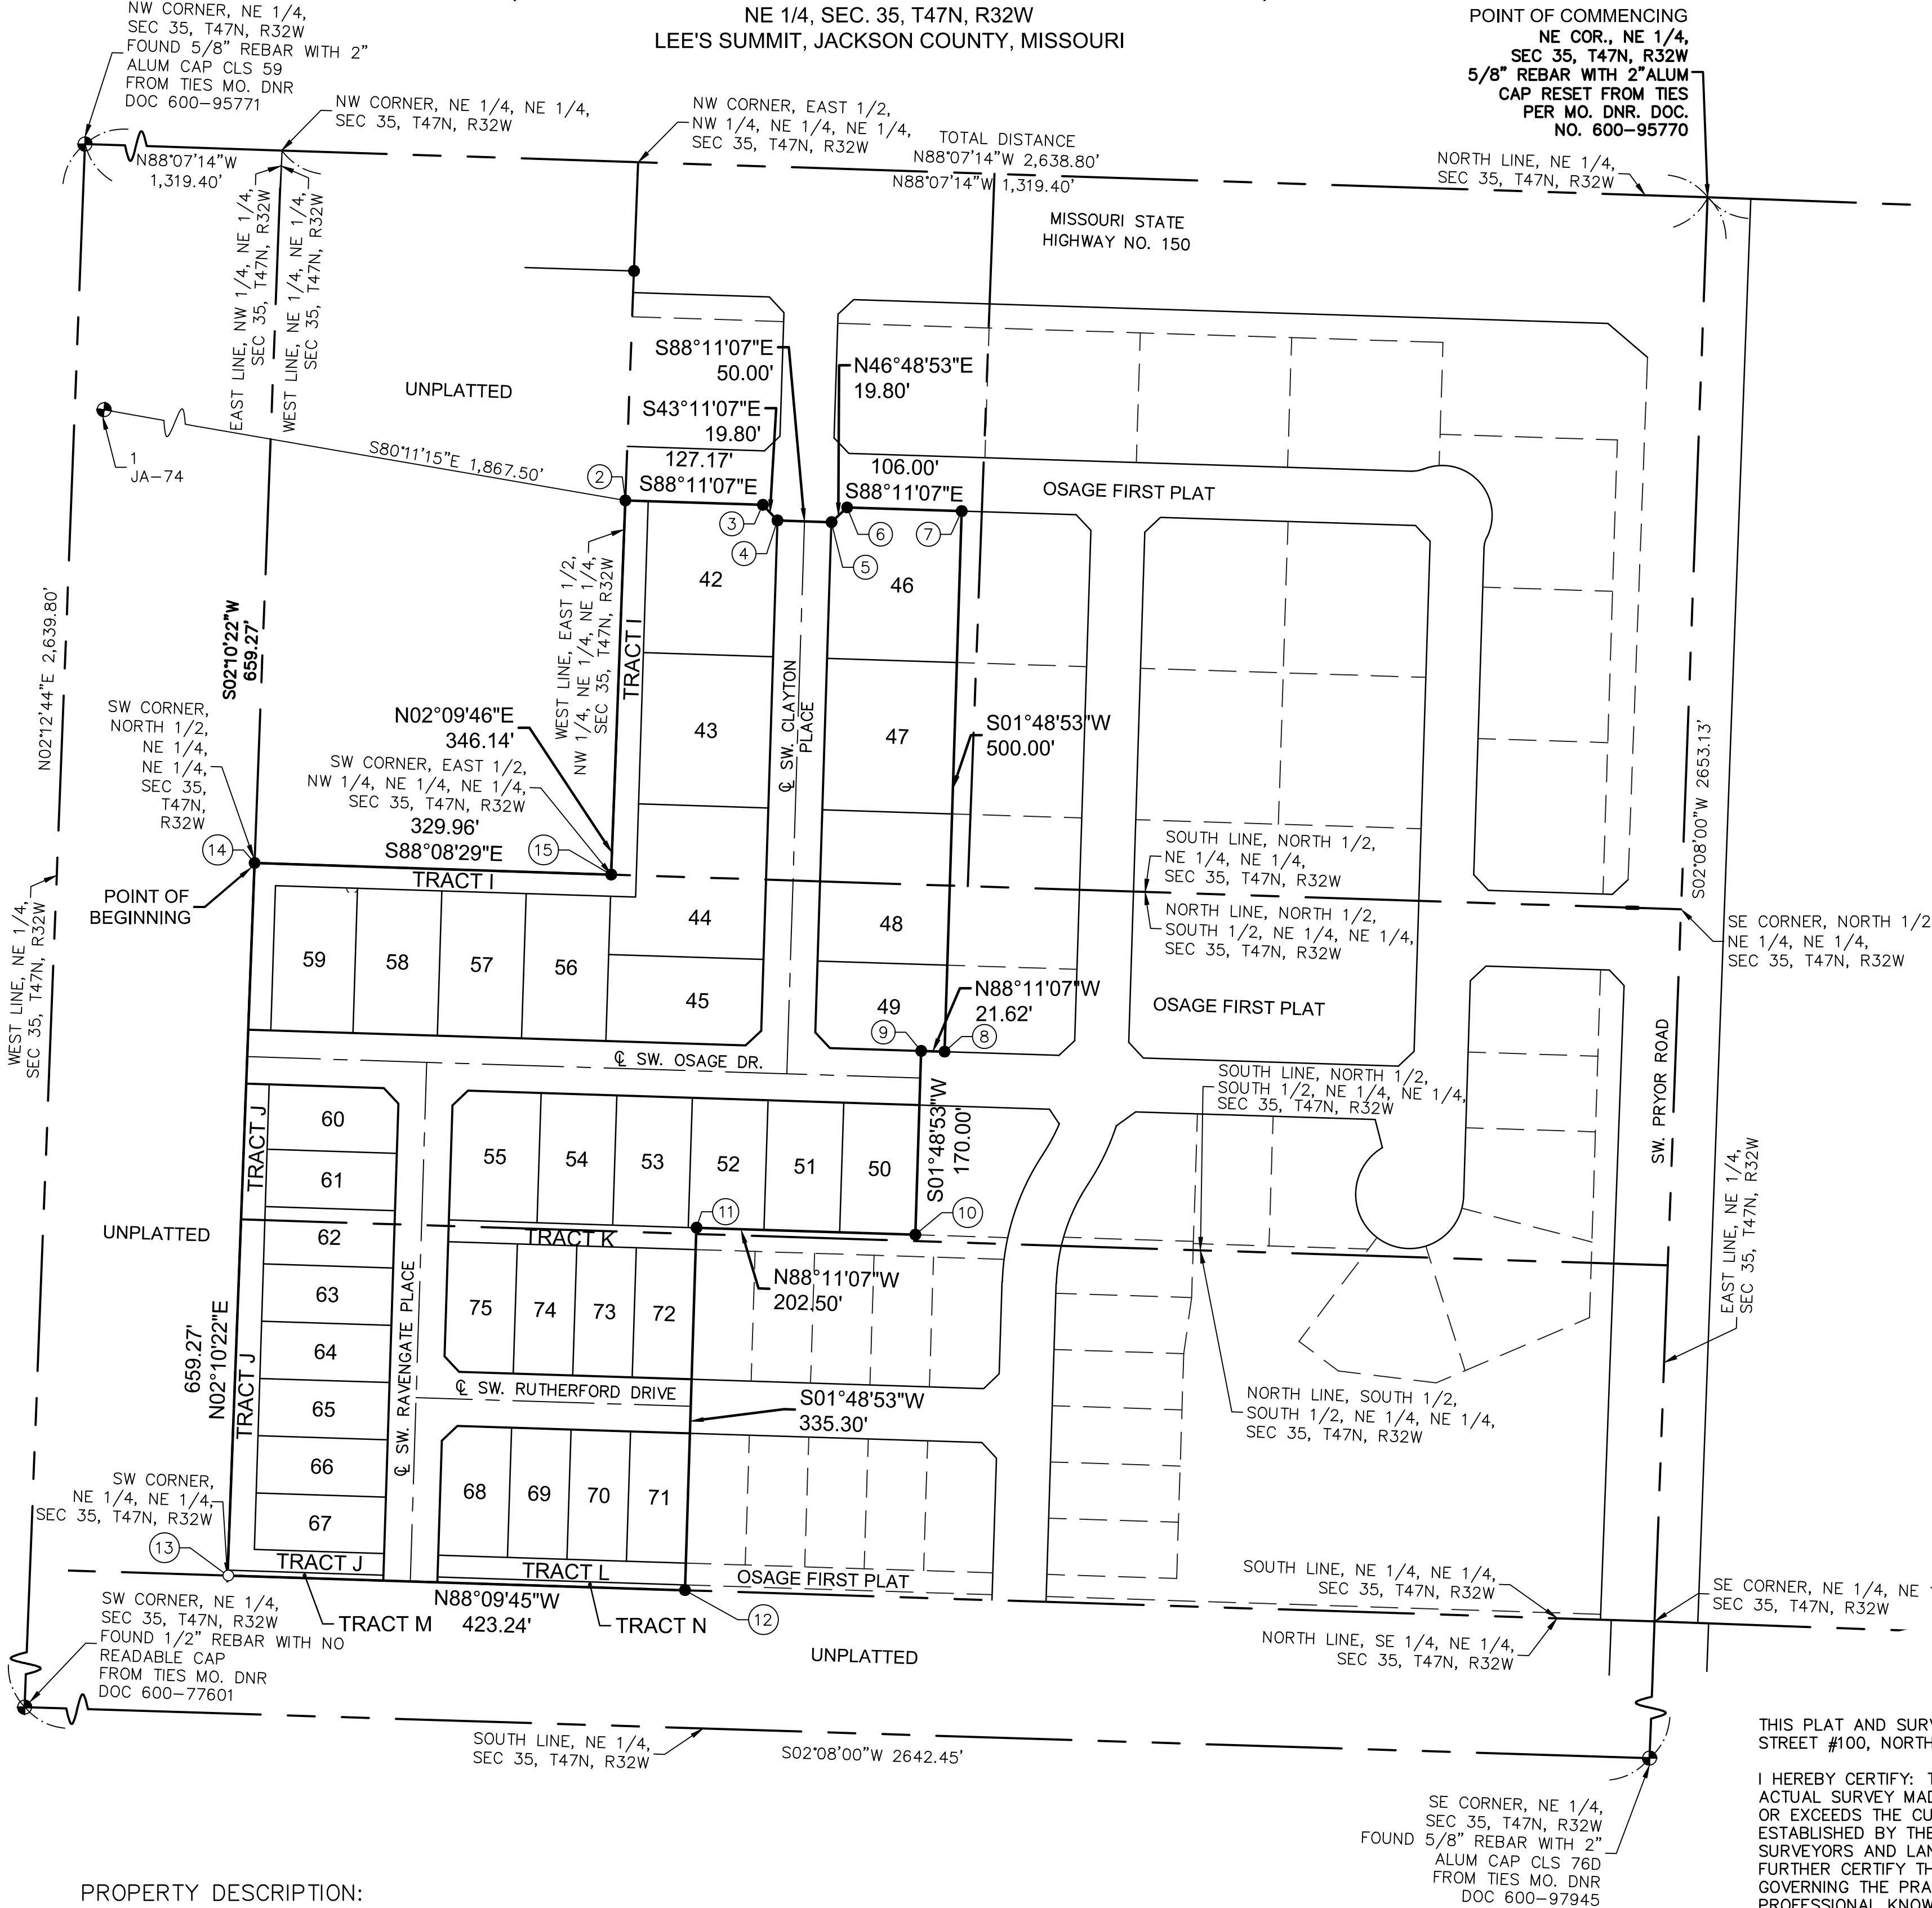 NE 1/4, SEC. 35, T47N, R32W
LEE'S SUMMIT, JACKSON COUNTY, MISSOURI
NW CORNER, NE 1/4,
SEC 35, T47N, R32W
FOUND 5/8" REBAR WITH 2"
ALUM CAP CLS 59
FROM TIES MO. DNR
DOC 600-95771
NW CORNER, NE 1/4, NE 1/4,
SEC 35, T47N, R32W
NW CORNER, EAST 1/2,
NW 1/4, NE 1/4, NE 1/4,
SEC 35, T47N, R32W
TOTAL DISTANCE
N88°07'14"W 2,638.80'
N88°07'14"W 1,319.40'
POINT OF COMMENCING
NE COR., NE 1/4,
SEC 35, T47N, R32W
5/8" REBAR WITH 2"ALUM
CAP RESET FROM TIES
PER MO. DNR. DOC.
NO. 600-95770
NORTH LINE, NE 1/4,
SEC 35, T47N, R32W
N88°07'14"W
1,319.40'
EAST LINE, NW 1/4, NE 1/4,
SEC 35, T47N, R32W
WEST LINE, NE 1/4, NE 1/4,
SEC 35, T47N, R32W
MISSOURI STATE
HIGHWAY NO. 150
UNPLATTED
S88°11'07"E
50.00'
N46°48'53"E
19.80'
S43°11'07"E
19.80'
127.17'
S88°11'07"E
106.00'
S88°11'07"E
OSAGE FIRST PLAT
1
JA-74
S80°11'15"E 1,867.50'
2
3
4
5
6
7
42
46
WEST LINE, EAST 1/2,
NW 1/4, NE 1/4, NE 1/4,
SEC 35, T47N, R32W
TRACT I
N02°12'44"E 2,639.80'
S02°10'22"W
659.27'
43
47
℄ SW. CLAYTON
PLACE
S01°48'53"W
500.00'
S02°08'00"W 2653.13'
N02°09'46"E
346.14'
SW CORNER,
NORTH 1/2,
NE 1/4,
NE 1/4,
SEC 35,
T47N,
R32W
SW CORNER, EAST 1/2,
NW 1/4, NE 1/4, NE 1/4,
SEC 35, T47N, R32W
329.96'
S88°08'29"E
14
15
TRACT I
POINT OF
BEGINNING
SOUTH LINE, NORTH 1/2,
NE 1/4, NE 1/4,
SEC 35, T47N, R32W
NORTH LINE, NORTH 1/2,
SOUTH 1/2, NE 1/4, NE 1/4,
SEC 35, T47N, R32W
SE CORNER, NORTH 1/2
NE 1/4, NE 1/4,
SEC 35, T47N, R32W
WEST LINE, NE 1/4,
SEC 35, T47N, R32W
59
58
57
56
44
48
45
49
N88°11'07"W
21.62'
9
8
OSAGE FIRST PLAT
℄ SW. OSAGE DR.
SW. PRYOR ROAD
SOUTH LINE, NORTH 1/2,
SOUTH 1/2, NE 1/4, NE 1/4,
SEC 35, T47N, R32W
TRACT J
60
61
62
63
64
65
66
67
55
54
53
52
51
50
S01°48'53"W
170.00'
10
11
UNPLATTED
TRACT K
N88°11'07"W
202.50'
EAST LINE, NE 1/4,
SEC 35, T47N, R32W
75
74
73
72
659.27'
N02°10'22"E
TRACT J
℄ SW. RAVENGATE PLACE
℄ SW. RUTHERFORD DRIVE
S01°48'53"W
335.30'
NORTH LINE, SOUTH 1/2,
SOUTH 1/2, NE 1/4, NE 1/4,
SEC 35, T47N, R32W
68
69
70
71
SW CORNER,
NE 1/4, NE 1/4,
SEC 35, T47N, R32W
13
TRACT J
TRACT L
OSAGE FIRST PLAT
SOUTH LINE, NE 1/4, NE 1/4,
SEC 35, T47N, R32W
SE CORNER, NE 1/4, NE
SEC 35, T47N, R32W
N88°09'45"W
423.24'
TRACT M
TRACT N
12
NORTH LINE, SE 1/4, NE 1/4,
SEC 35, T47N, R32W
SW CORNER, NE 1/4,
SEC 35, T47N, R32W
FOUND 1/2" REBAR WITH NO
READABLE CAP
FROM TIES MO. DNR
DOC 600-77601
UNPLATTED
SOUTH LINE, NE 1/4,
SEC 35, T47N, R32W
S02°08'00"W 2642.45'
SE CORNER, NE 1/4,
SEC 35, T47N, R32W
FOUND 5/8" REBAR WITH 2"
ALUM CAP CLS 76D
FROM TIES MO. DNR
DOC 600-97945
THIS PLAT AND SURV
STREET #100, NORTH
I HEREBY CERTIFY: T
ACTUAL SURVEY MAD
OR EXCEEDS THE CU
ESTABLISHED BY THE
SURVEYORS AND LAN
FURTHER CERTIFY TH
GOVERNING THE PRA
PROFESSIONAL KNOW
PROPERTY DESCRIPTION: